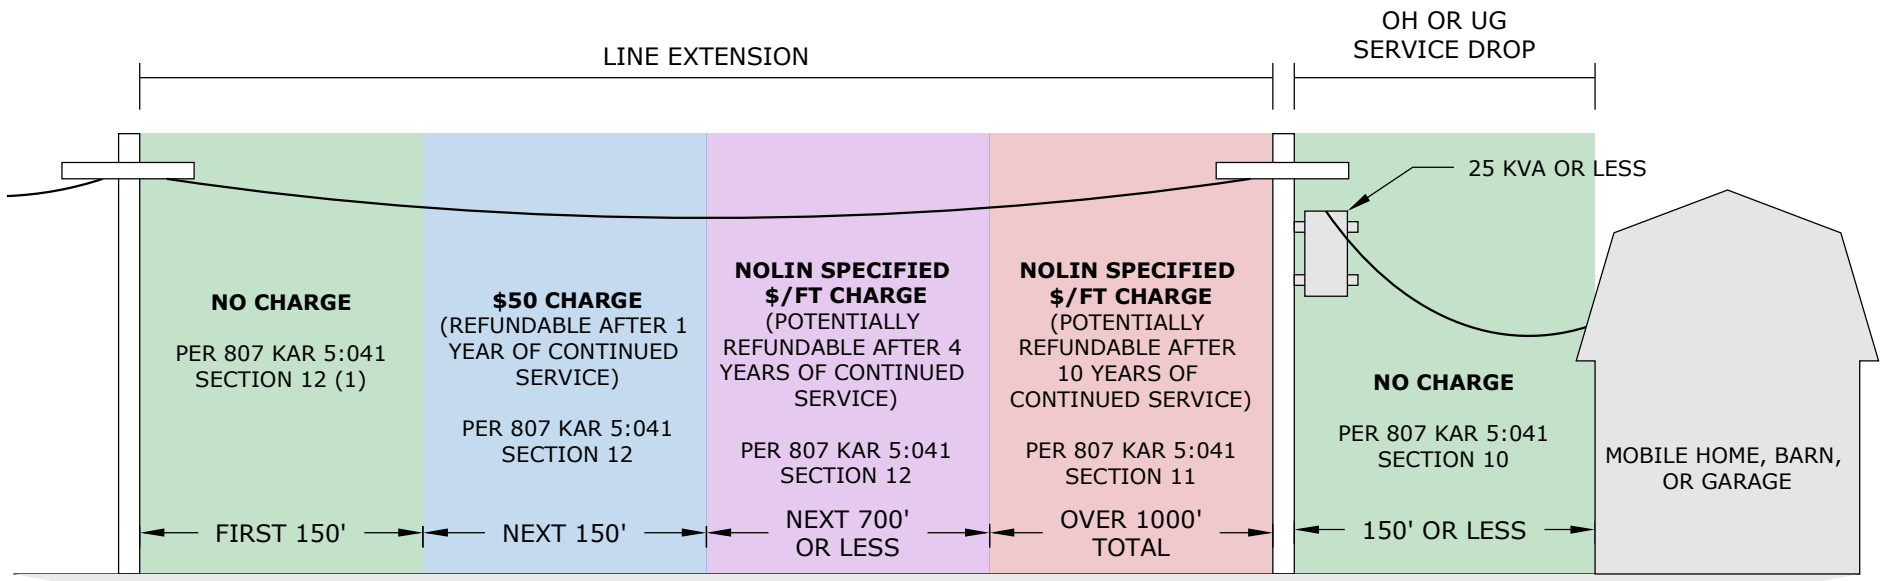 LINE EXTENSION
OH OR UG
SERVICE DROP
25 KVA OR LESS
NO CHARGE
PER 807 KAR 5:041
SECTION 12 (1)
FIRST 150'
$50 CHARGE
(REFUNDABLE AFTER 1
YEAR OF CONTINUED
SERVICE)
PER 807 KAR 5:041
SECTION 12
NEXT 150'
NOLIN SPECIFIED
$/FT CHARGE
(POTENTIALLY
REFUNDABLE AFTER 4
YEARS OF CONTINUED
SERVICE)
PER 807 KAR 5:041
SECTION 12
NEXT 700'
OR LESS
NOLIN SPECIFIED
$/FT CHARGE
(POTENTIALLY
REFUNDABLE AFTER
10 YEARS OF
CONTINUED SERVICE)
PER 807 KAR 5:041
SECTION 11
OVER 1000'
TOTAL
NO CHARGE
PER 807 KAR 5:041
SECTION 10
150' OR LESS
MOBILE HOME, BARN,
OR GARAGE